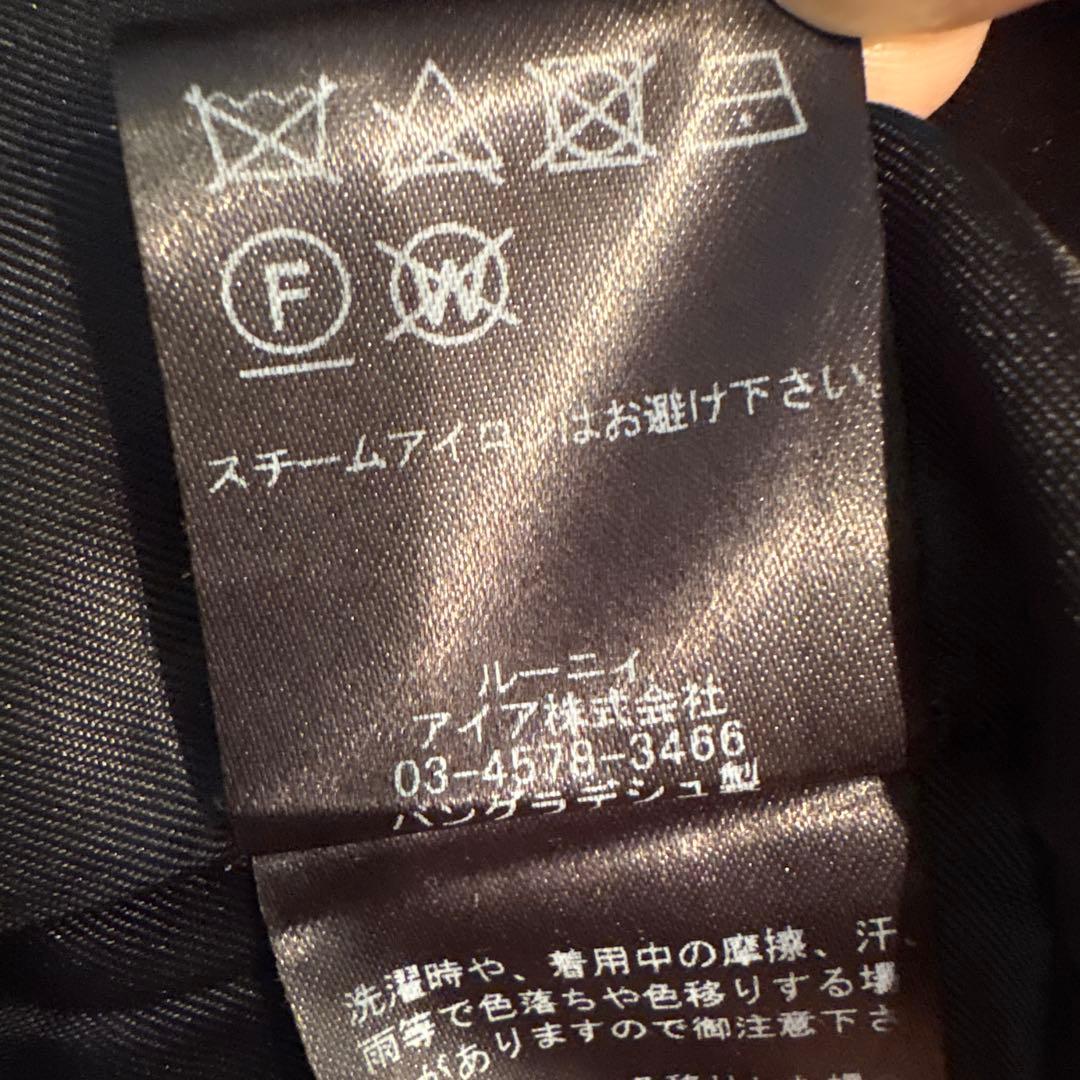 F W
スチームアイロンはお避け下さい。
ルーニィ
アイア株式会社
03-4578-3466
バングラデシュ製
洗濯時や、着用中の摩擦、汗、
雨等で色落ちや色移りする場
がありますので御注意下さ